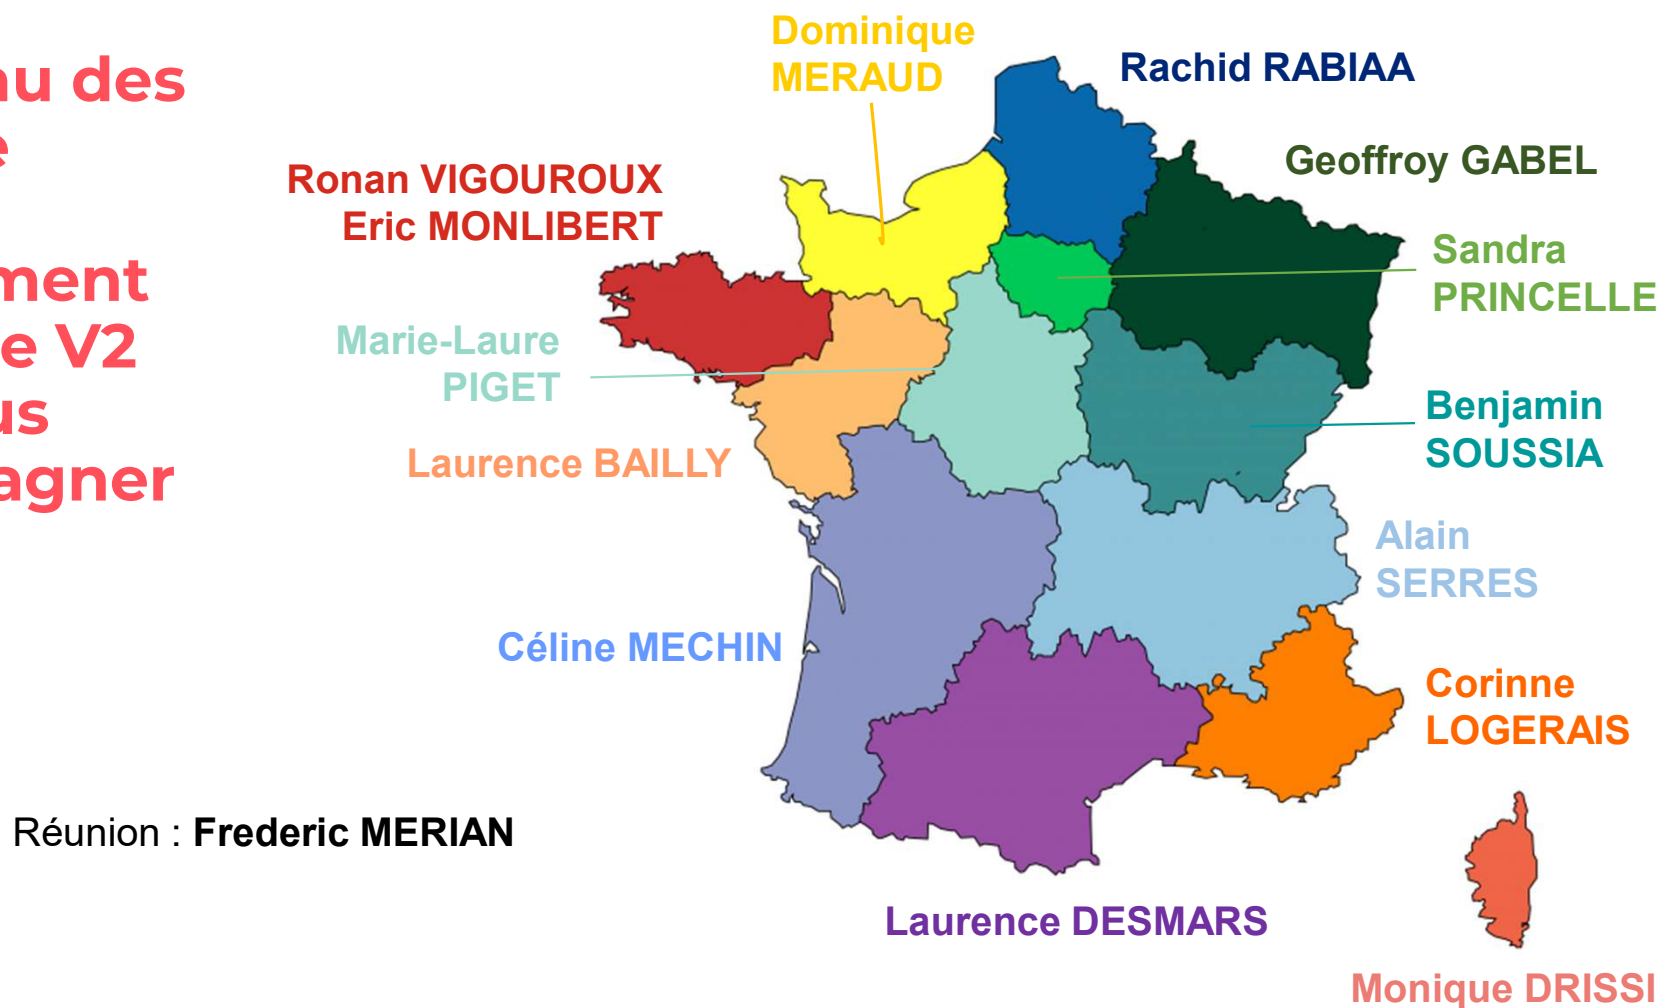 au des
e
ment
e V2
us
agner
Dominique
MERAUD
Rachid RABIAA
Geoffroy GABEL
Ronan VIGOUROUX
Eric MONLIBERT
Sandra
PRINCELLE
Marie-Laure
PIGET
Benjamin
SOUSSIA
Laurence BAILLY
Alain
SERRES
Céline MECHIN
Corinne
LOGERAIS
Réunion : Frederic MERIAN
Laurence DESMARS
Monique DRISSI